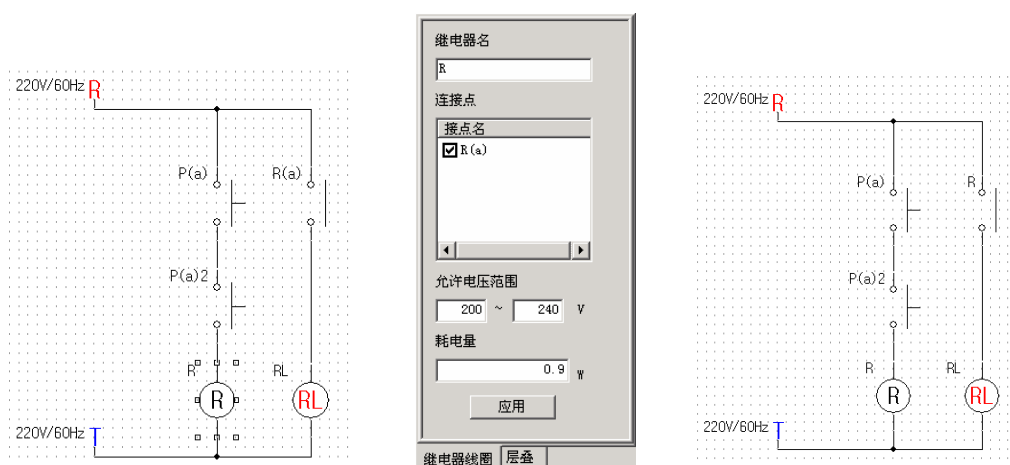 220V/60Hz R
P(a) R(a)
P(a)2
R RL
R RL
220V/60Hz T
继电器名
R
连接点
接点名
R(a)
允许电压范围
200 ~ 240 V
耗电量
0.9 W
应用
继电器线圈 层叠
220V/60Hz R
P(a) R
P(a)2
R RL
R RL
220V/60Hz T